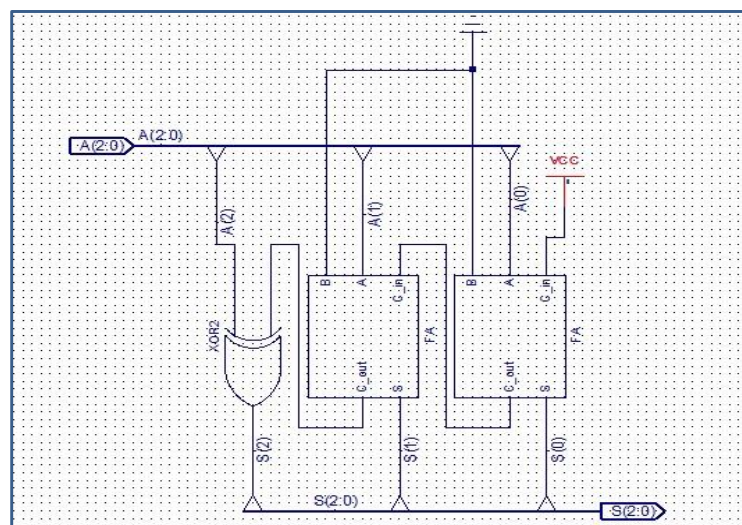 A(2:0)
A(2:0)
VCC
A(2)
A(1)
A(0)
B
A
C_in
B
A
C_in
XOR2
FA
FA
C_out
S
C_out
S
S(2)
S(1)
S(0)
S(2:0)
S(2:0)